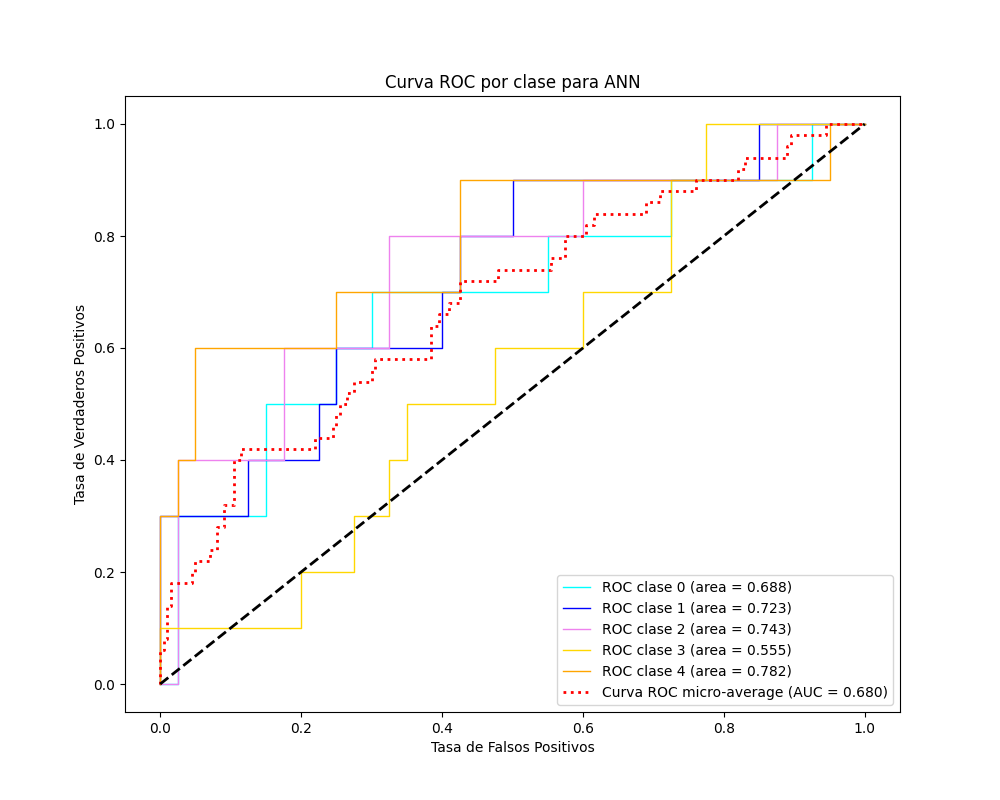 Curva ROC por clase para ANN
Tasa de Verdaderos Positivos
1.0
0.8
0.6
0.4
0.2
0.0
ROC clase 0 (area = 0.688)
ROC clase 1 (area = 0.723)
ROC clase 2 (area = 0.743)
ROC clase 3 (area = 0.555)
ROC clase 4 (area = 0.782)
Curva ROC micro-average (AUC = 0.680)
0.0 0.2 0.4 0.6 0.8 1.0
Tasa de Falsos Positivos